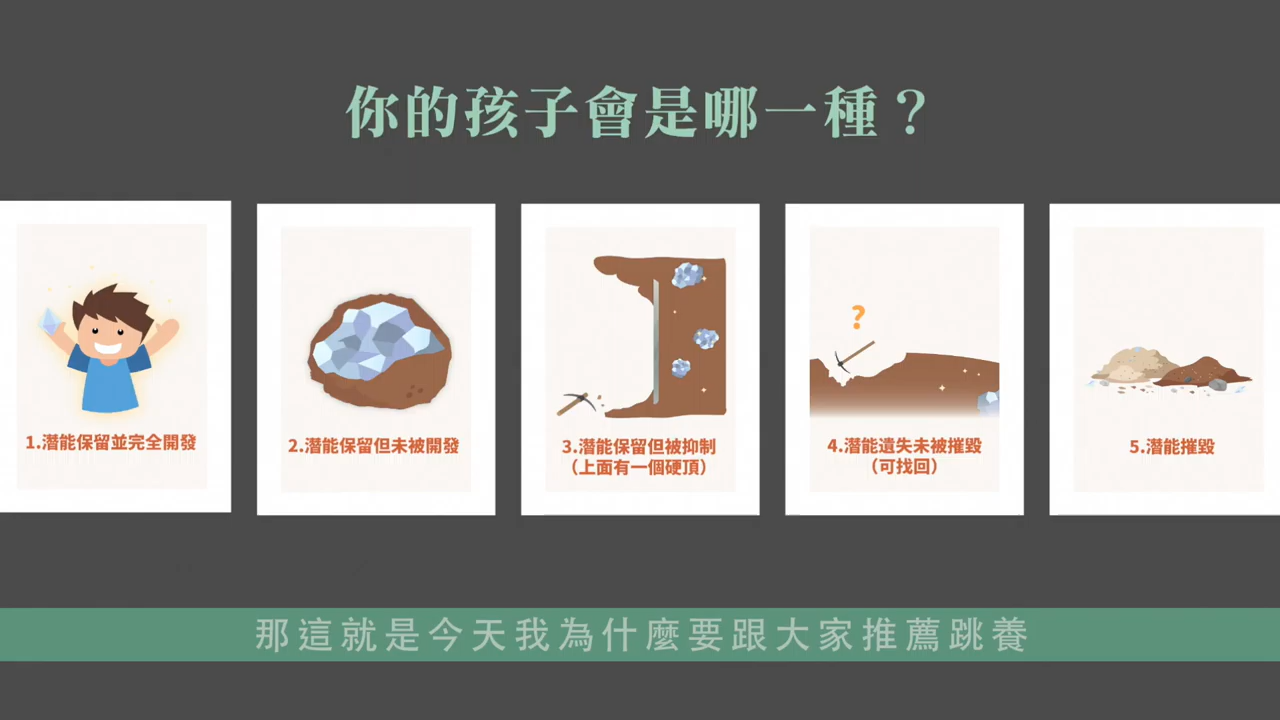 你的孩子會是哪一種？
1.潛能保留並完全開發
2.潛能保留但未被開發
3.潛能保留但被抑制
（上面有一個硬頂）
?
4.潛能遺失未被摧毀
（可找回）
5.潛能摧毀
那這就是今天我為什麼要跟大家推薦跳養